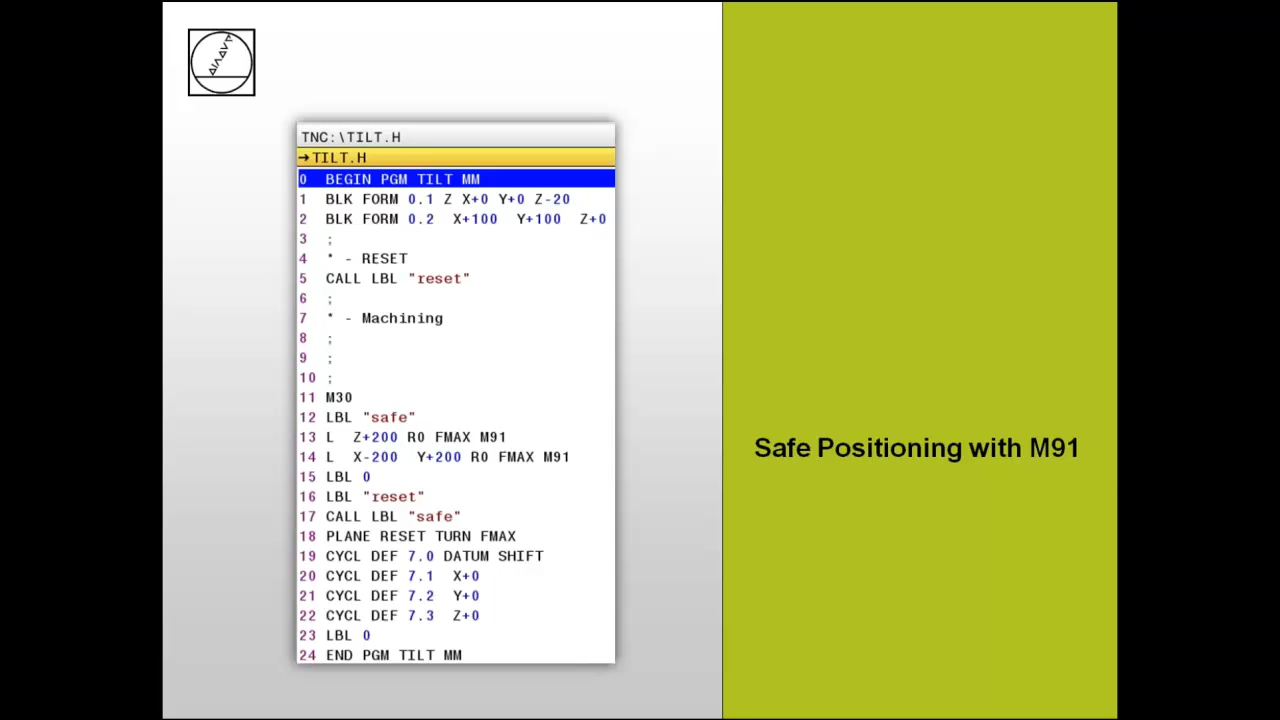 TNC:\TILT.H
→TILT.H
0 BEGIN PGM TILT MM
1 BLK FORM 0.1 Z X+0 Y+0 Z-20
2 BLK FORM 0.2 X+100 Y+100 Z+0
3 ;
4 * - RESET
5 CALL LBL "reset"
6 ;
7 * - Machining
8 ;
9 ;
10 ;
11 M30
12 LBL "safe"
13 L Z+200 R0 FMAX M91
14 L X-200 Y+200 R0 FMAX M91
15 LBL 0
16 LBL "reset"
17 CALL LBL "safe"
18 PLANE RESET TURN FMAX
19 CYCL DEF 7.0 DATUM SHIFT
20 CYCL DEF 7.1 X+0
21 CYCL DEF 7.2 Y+0
22 CYCL DEF 7.3 Z+0
23 LBL 0
24 END PGM TILT MM
Safe Positioning with M91